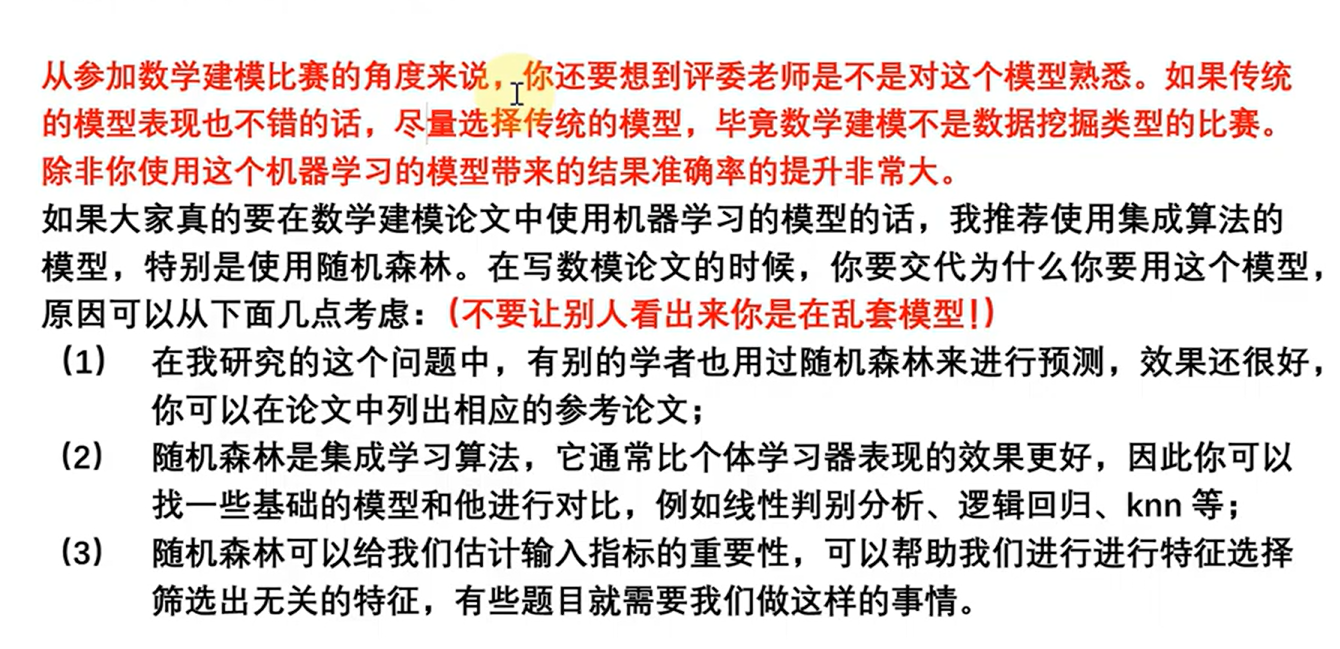 从参加数学建模比赛的角度来说，你还要想到评委老师是不是对这个模型熟悉。如果传统
的模型表现也不错的话，尽量选择传统的模型，毕竟数学建模不是数据挖掘类型的比赛。
除非你使用这个机器学习的模型带来的结果准确率的提升非常大。
如果大家真的要在数学建模论文中使用机器学习的模型的话，我推荐使用集成算法的
模型，特别是使用随机森林。在写数模论文的时候，你要交代为什么你要用这个模型，
原因可以从下面几点考虑：(不要让别人看出来你是在乱套模型!)
(1) 在我研究的这个问题中，有别的学者也用过随机森林来进行预测，效果还很好，
你可以在论文中列出相应的参考论文；
(2) 随机森林是集成学习算法，它通常比个体学习器表现的效果更好，因此你可以
找一些基础的模型和他进行对比，例如线性判别分析、逻辑回归、knn 等；
(3) 随机森林可以给我们估计输入指标的重要性，可以帮助我们进行进行特征选择
筛选出无关的特征，有些题目就需要我们做这样的事情。